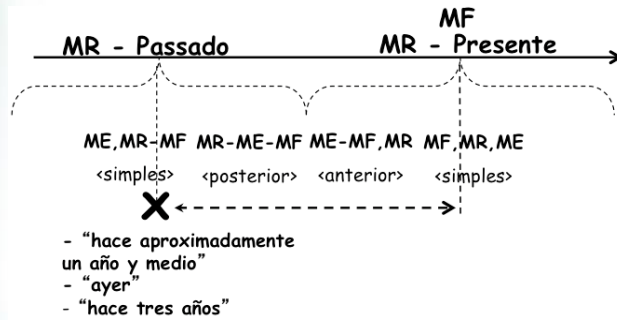 MF
MR - Passado MR - Presente
ME,MR-MF MR-ME-MF ME-MF,MR MF,MR,ME
<simples> <posterior> <anterior> <simples>
- “hace aproximadamente
un año y medio”
- “ayer”
- “hace tres años”